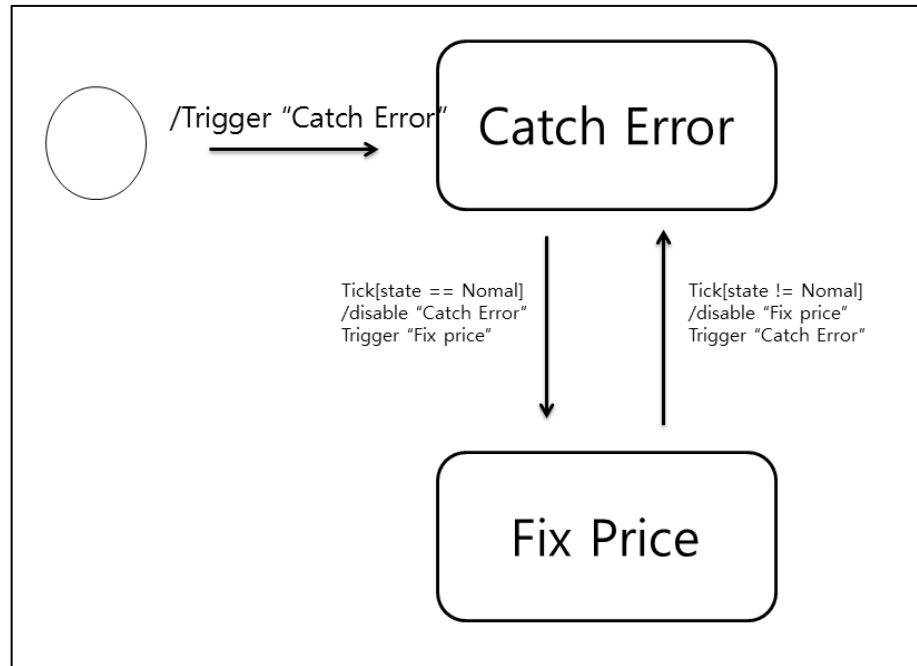 /Trigger “Catch Error”
Catch Error
Tick[state == Nomal]
/disable “Catch Error”
Trigger “Fix price”
Tick[state != Nomal]
/disable “Fix price”
Trigger “Catch Error”
Fix Price